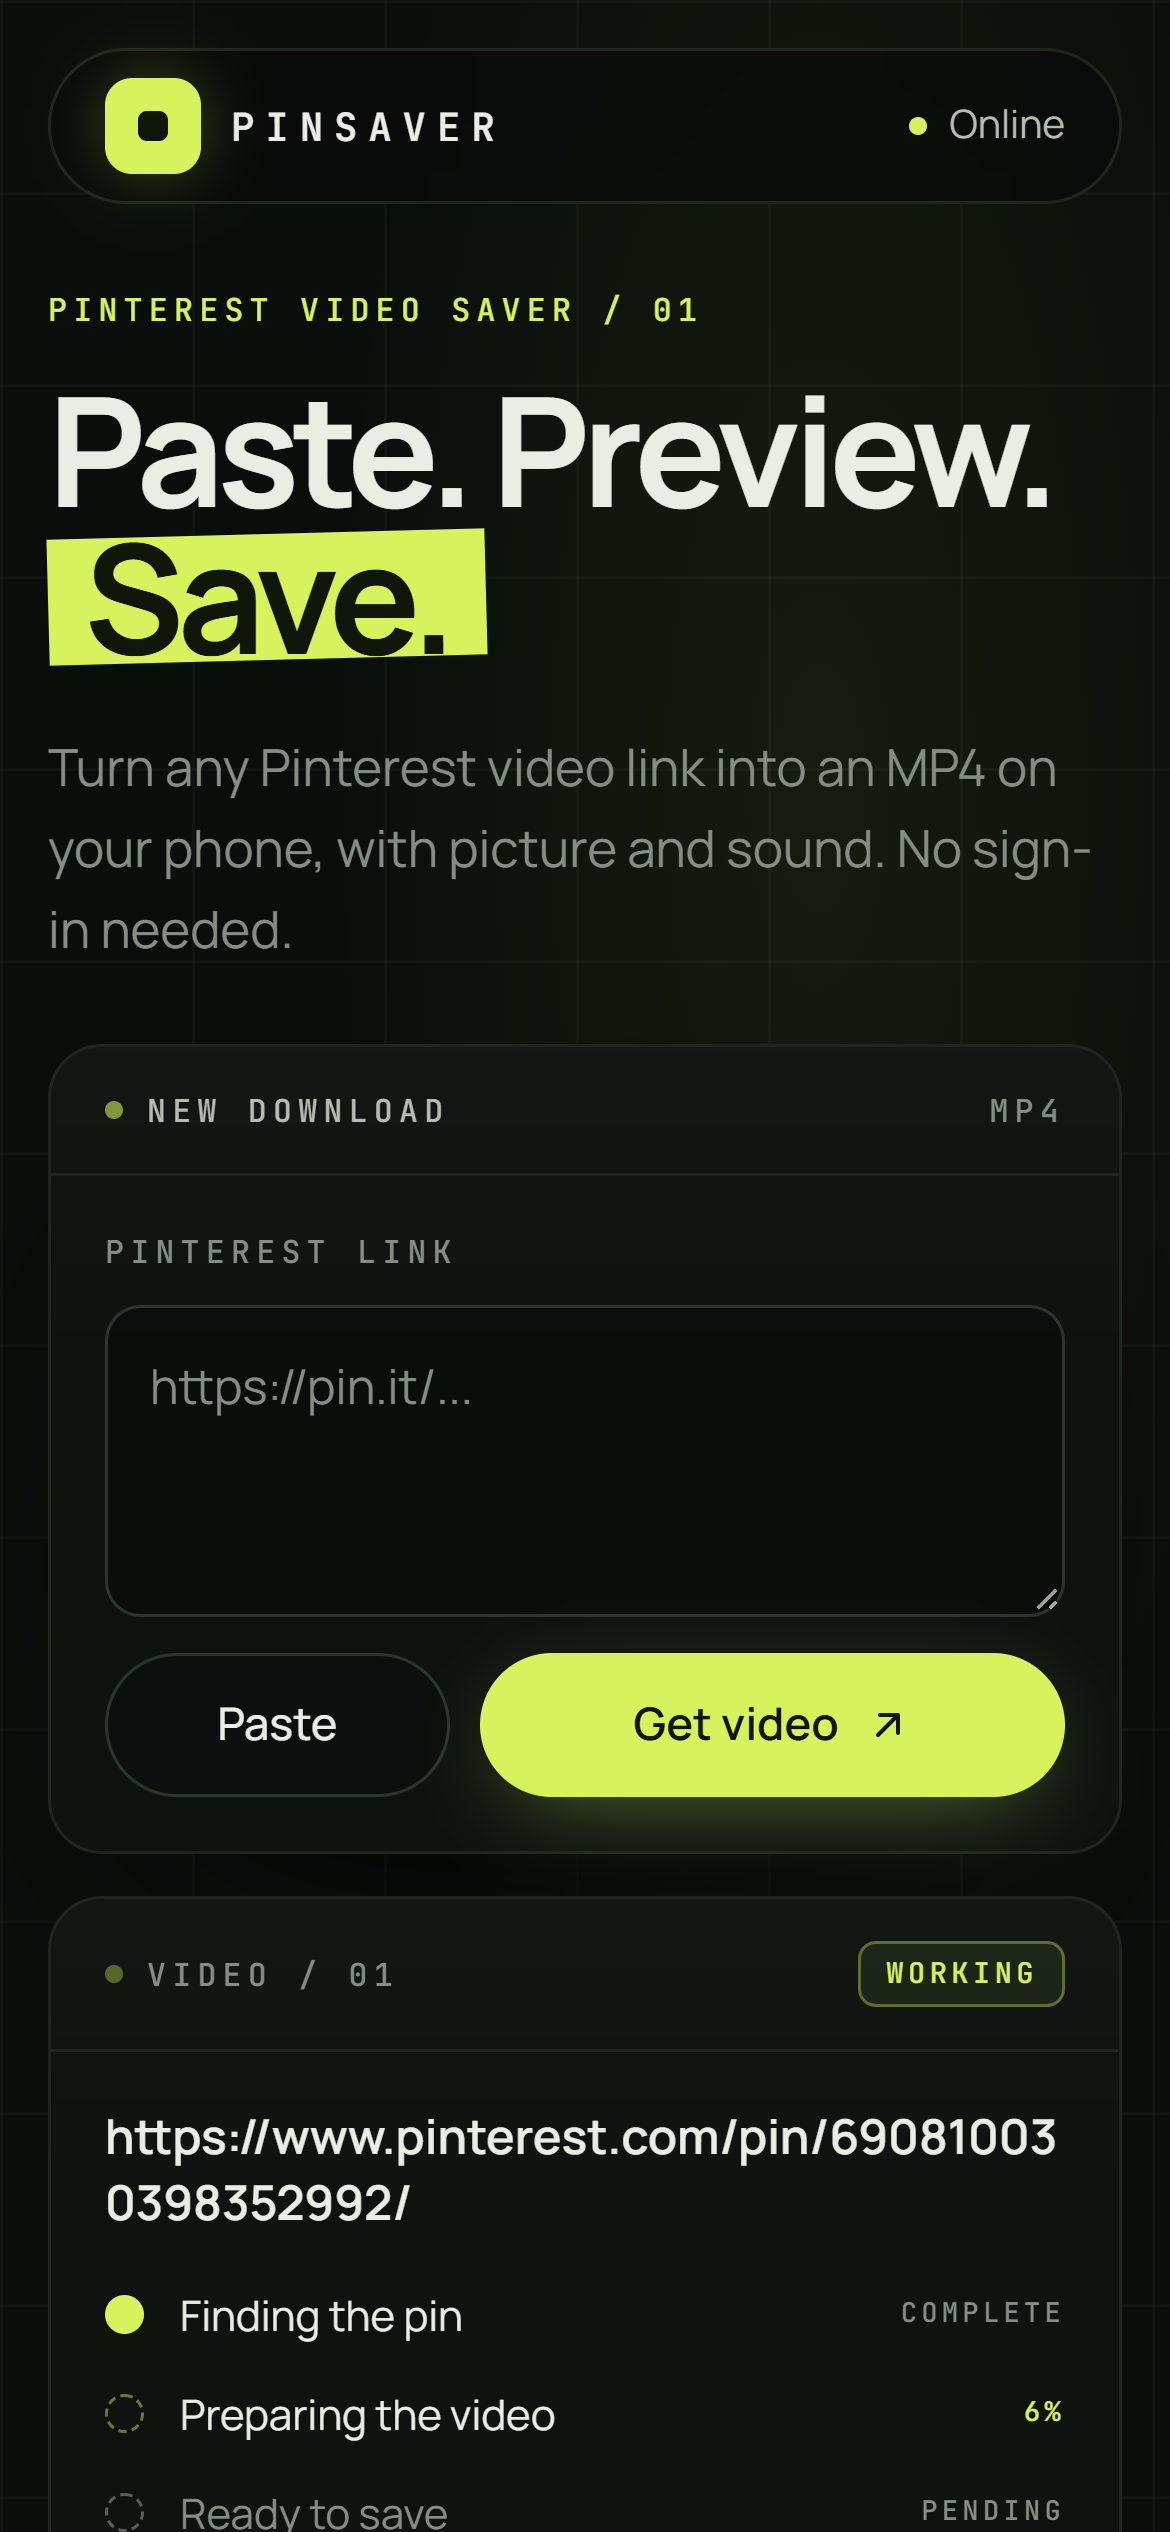 PINSAVER
Online
PINTEREST VIDEO SAVER / 01
Paste. Preview.
Save.
Turn any Pinterest video link into an MP4 on
your phone, with picture and sound. No sign-
in needed.
NEW DOWNLOAD
MP4
PINTEREST LINK
https://pin.it/...
Paste
Get video
VIDEO / 01
WORKING
https://www.pinterest.com/pin/69081003
0398352992/
Finding the pin
COMPLETE
Preparing the video
6%
Ready to save
PENDING